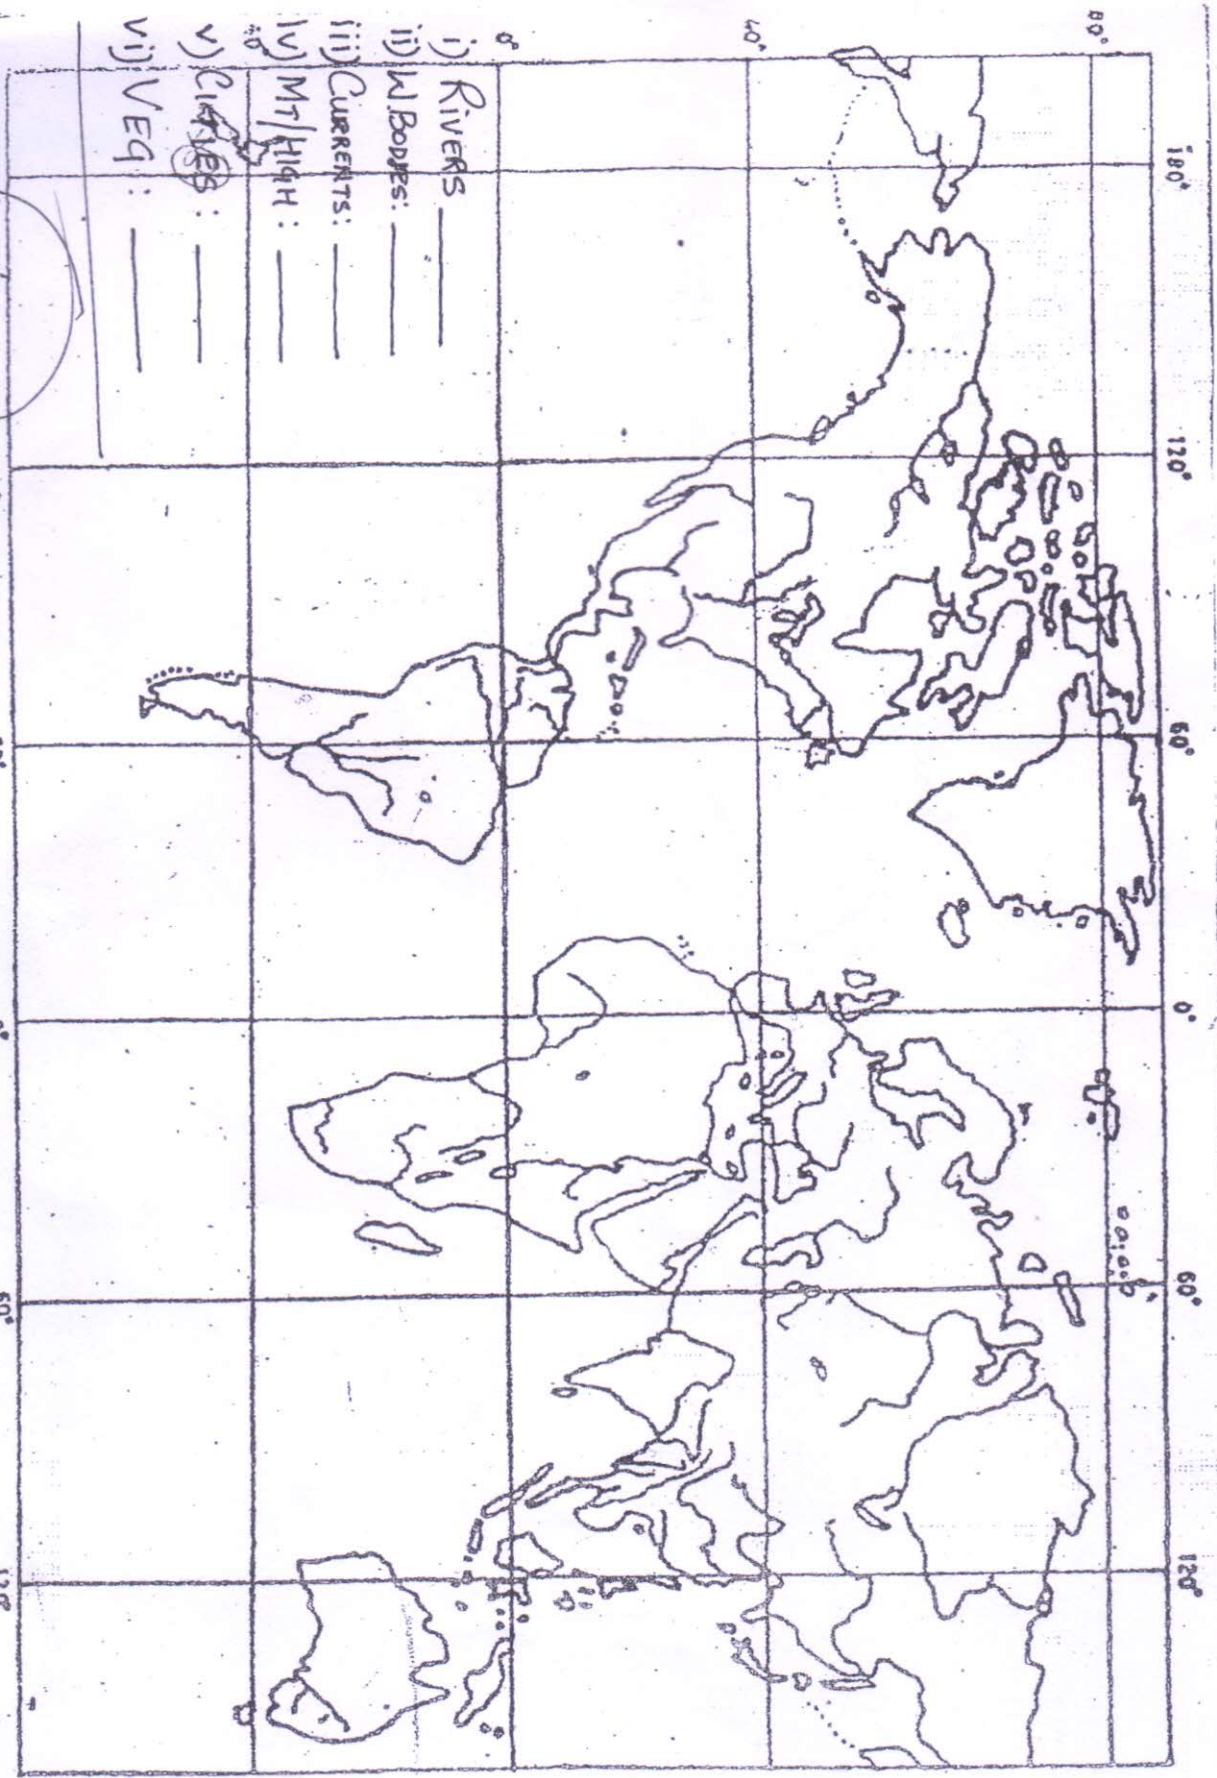 180° 120° 60° 0° 60° 120°
80°
40°
0°
40
i) RIVERS
ii) W.BODIES:
iii) CURRENTS:
iv) MT/HIGH:
v) CITIES:
vi) VEG: